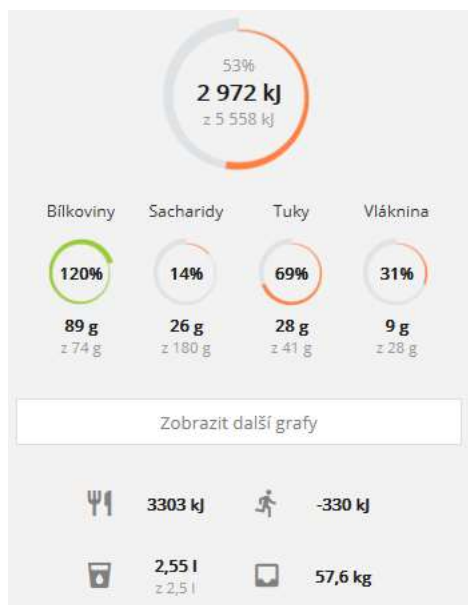 53%
2 972 kJ
z 5 558 kJ
Bílkoviny Sacharidy Tuky Vláknina
120% 14% 69% 31%
89 g 26 g 28 g 9 g
z 74 g z 180 g z 41 g z 28 g
Zobrazit další grafy
3303 kJ -330 kJ
2,55 l
z 2,5 l
57,6 kg